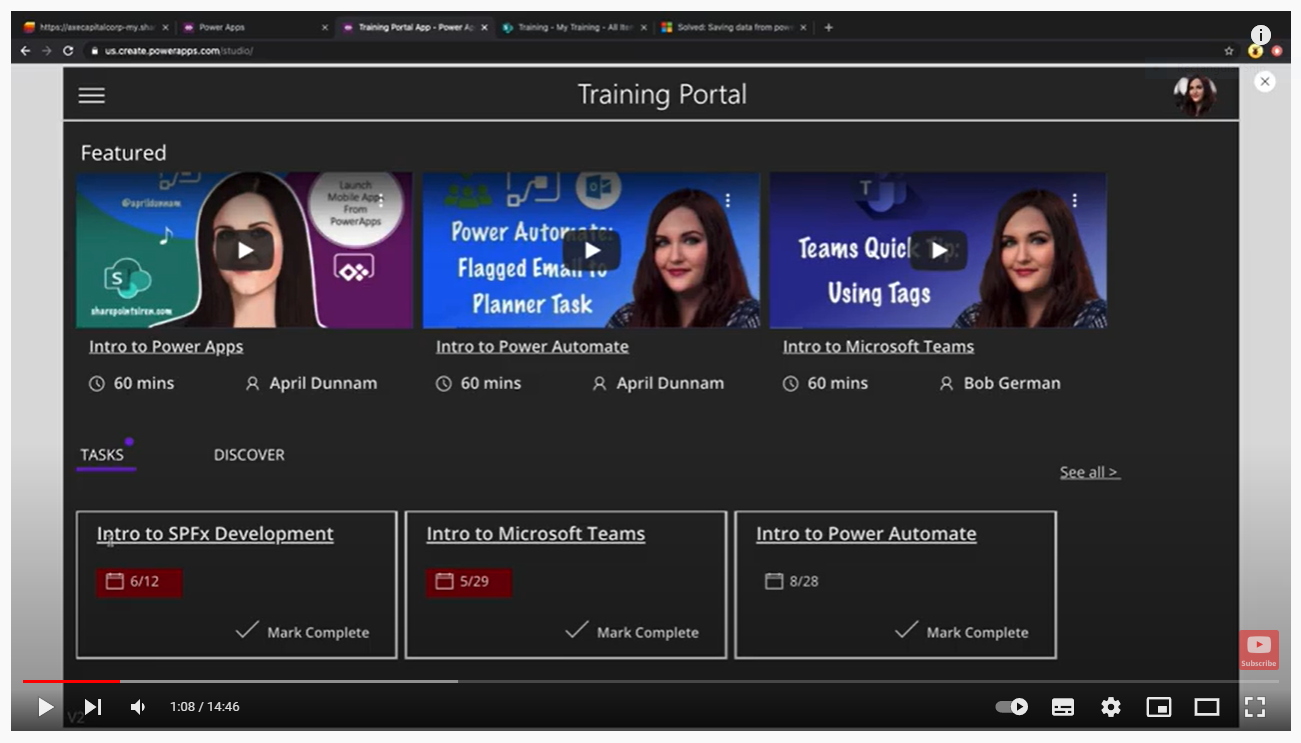 https://axecapitalcorp-my.sha
Power Apps
Training Portal App - Power Ap
Training - My Training - All Iten
Solved: Saving data from powe
us.create.powerapps.com/studio/
Training Portal
Featured
@aprildunnam
Launch
Mobile Apps
From
PowerApps
S
sharepointsiren.com
Power Automate:
Flagged Email to
Planner Task
T
Teams Quick Tip:
Using Tags
Intro to Power Apps
Intro to Power Automate
Intro to Microsoft Teams
60 mins
April Dunnam
60 mins
April Dunnam
60 mins
Bob German
TASKS
DISCOVER
See all >
Intro to SPFx Development
Intro to Microsoft Teams
Intro to Power Automate
6/12
5/29
8/28
Mark Complete
Mark Complete
Mark Complete
Subscribe
V2
1:08 / 14:46